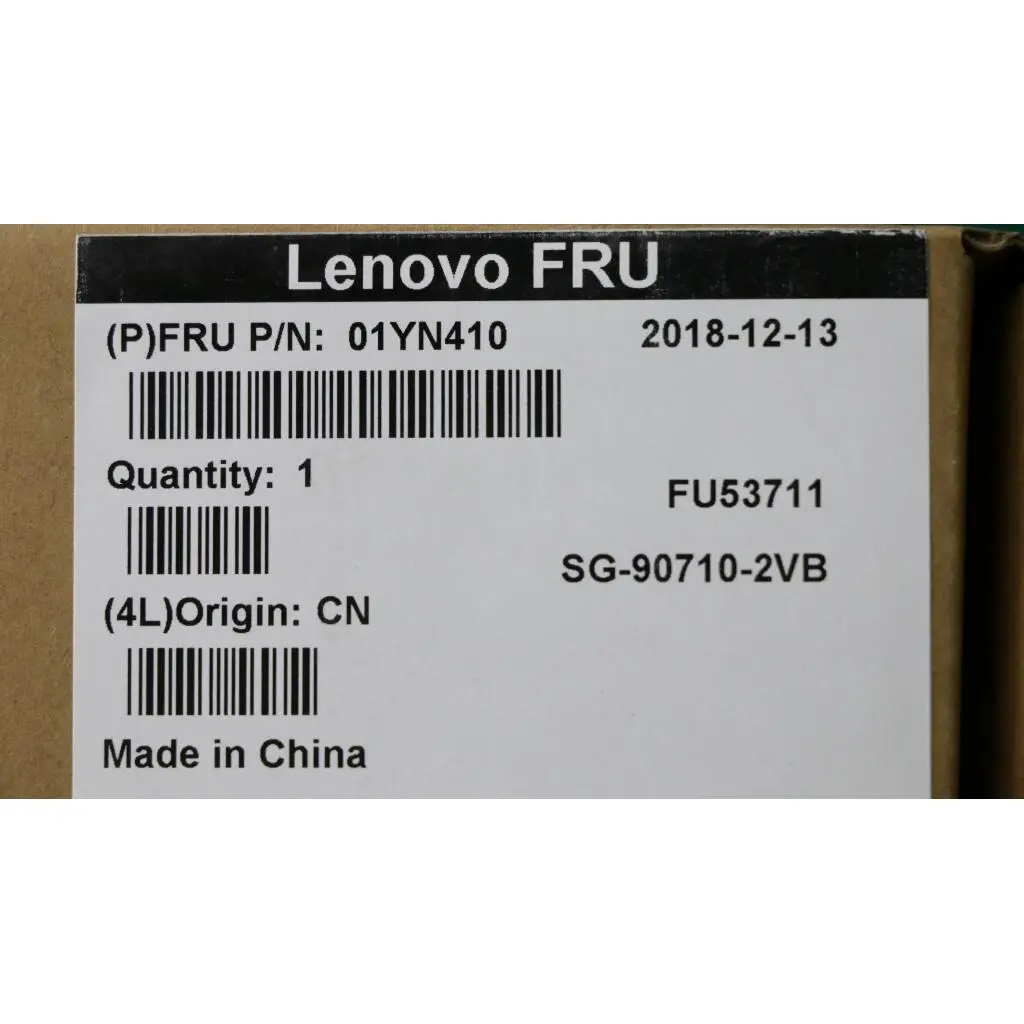 Lenovo FRU
(P)FRU P/N: 01YN410
2018-12-13
Quantity: 1
FU53711
SG-90710-2VB
(4L)Origin: CN
Made in China